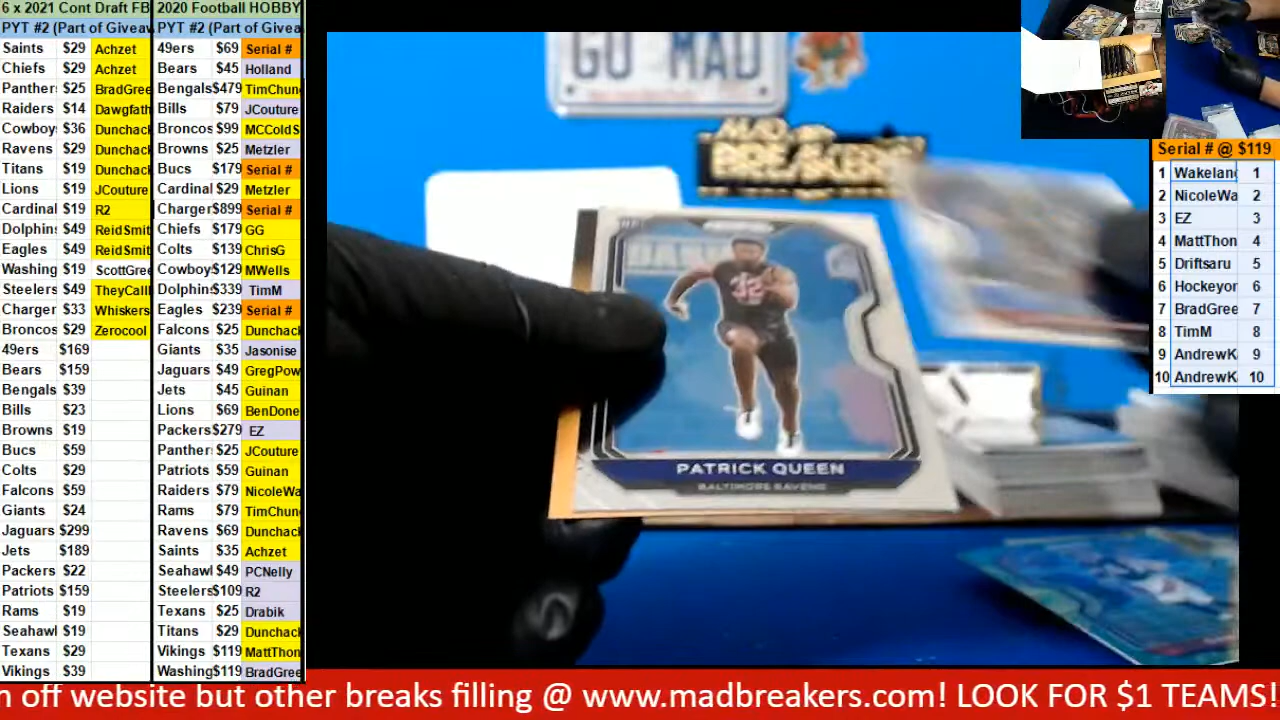 6 x 2021 Cont Draft FB
PYT #2 (Part of Giveav
Saints $29 Achzet
Chiefs $29 Achzet
Panther $25 BradGree
Raiders $14 Dawgfath
Cowboy $36 Dunchack
Ravens $29 Dunchack
Titans $19 Dunchack
Lions $19 JCouture
Cardinal $19 R2
Dolphin $49 ReidSmit
Eagles $49 ReidSmit
Washing $19 ScottGree
Steelers $49 TheyCalll
Charger $33 Whiskers
Broncos $29 Zerocool
49ers $169
Bears $159
Bengals $39
Bills $23
Browns $19
Bucs $59
Colts $29
Falcons $59
Giants $24
Jaguars $299
Jets $189
Packers $22
Patriots $159
Rams $19
Seahawl $19
Texans $29
Vikings $39
2020 Football HOBBY
PYT #2 (Part of Givea
49ers $69 Serial #
Bears $45 Holland
Bengals $479 TimChun
Bills $79 JCouture
Broncos $99 MCColdS
Browns $25 Metzler
Bucs $179 Serial #
Cardinal $29 Metzler
Charger $899 Serial #
Chiefs $179 GG
Colts $139 ChrisG
Cowboy $129 MWells
Dolphin $339 TimM
Eagles $239 Serial #
Falcons $25 Dunchack
Giants $35 Jasonise
Jaguars $49 GregPow
Jets $45 Guinan
Lions $69 BenDone
Packers $279 EZ
Panther $25 JCouture
Patriots $59 Guinan
Raiders $79 NicoleWa
Rams $79 TimChun
Ravens $69 Dunchack
Saints $35 Achzet
Seahawl $49 PCNelly
Steelers $109 R2
Texans $25 Drabik
Titans $29 Dunchack
Vikings $119 MattThon
Washing $119 BradGree
GO MAD
MAD
BREAKERS
32
PATRICK QUEEN
BALTIMORE RAVENS
Serial # @ $119
1 Wakeland 1
2 NicoleWa 2
3 EZ 3
4 MattThon 4
5 Driftsaru 5
6 Hockeyor 6
7 BradGree 7
8 TimM 8
9 AndrewK 9
10 AndrewK 10
m off website but other breaks filling @ www.madbreakers.com! LOOK FOR $1 TEAMS!